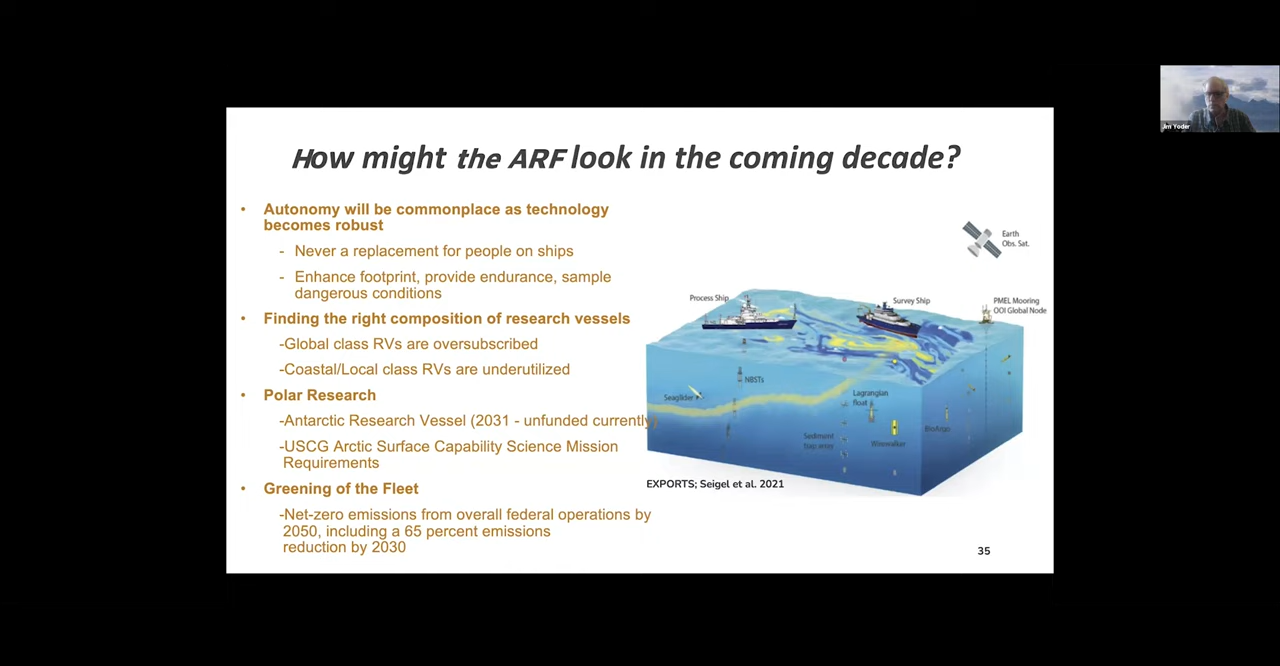 How might the ARF look in the coming decade?
• Autonomy will be commonplace as technology
becomes robust
- Never a replacement for people on ships
- Enhance footprint, provide endurance, sample
dangerous conditions
• Finding the right composition of research vessels
-Global class RVs are oversubscribed
-Coastal/Local class RVs are underutilized
• Polar Research
-Antarctic Research Vessel (2031 - unfunded currently)
-USCG Arctic Surface Capability Science Mission
Requirements
• Greening of the Fleet
-Net-zero emissions from overall federal operations by
2050, including a 65 percent emissions
reduction by 2030
Earth
Obs. Sat.
Process Ship
Survey Ship
PMEL Mooring
OOI Global Node
NBSTs
Seaglider
Lagrangian
float
Sediment
trap array
Wirewalker
BioArgo
EXPORTS; Seigel et al. 2021
35
Jim Yoder